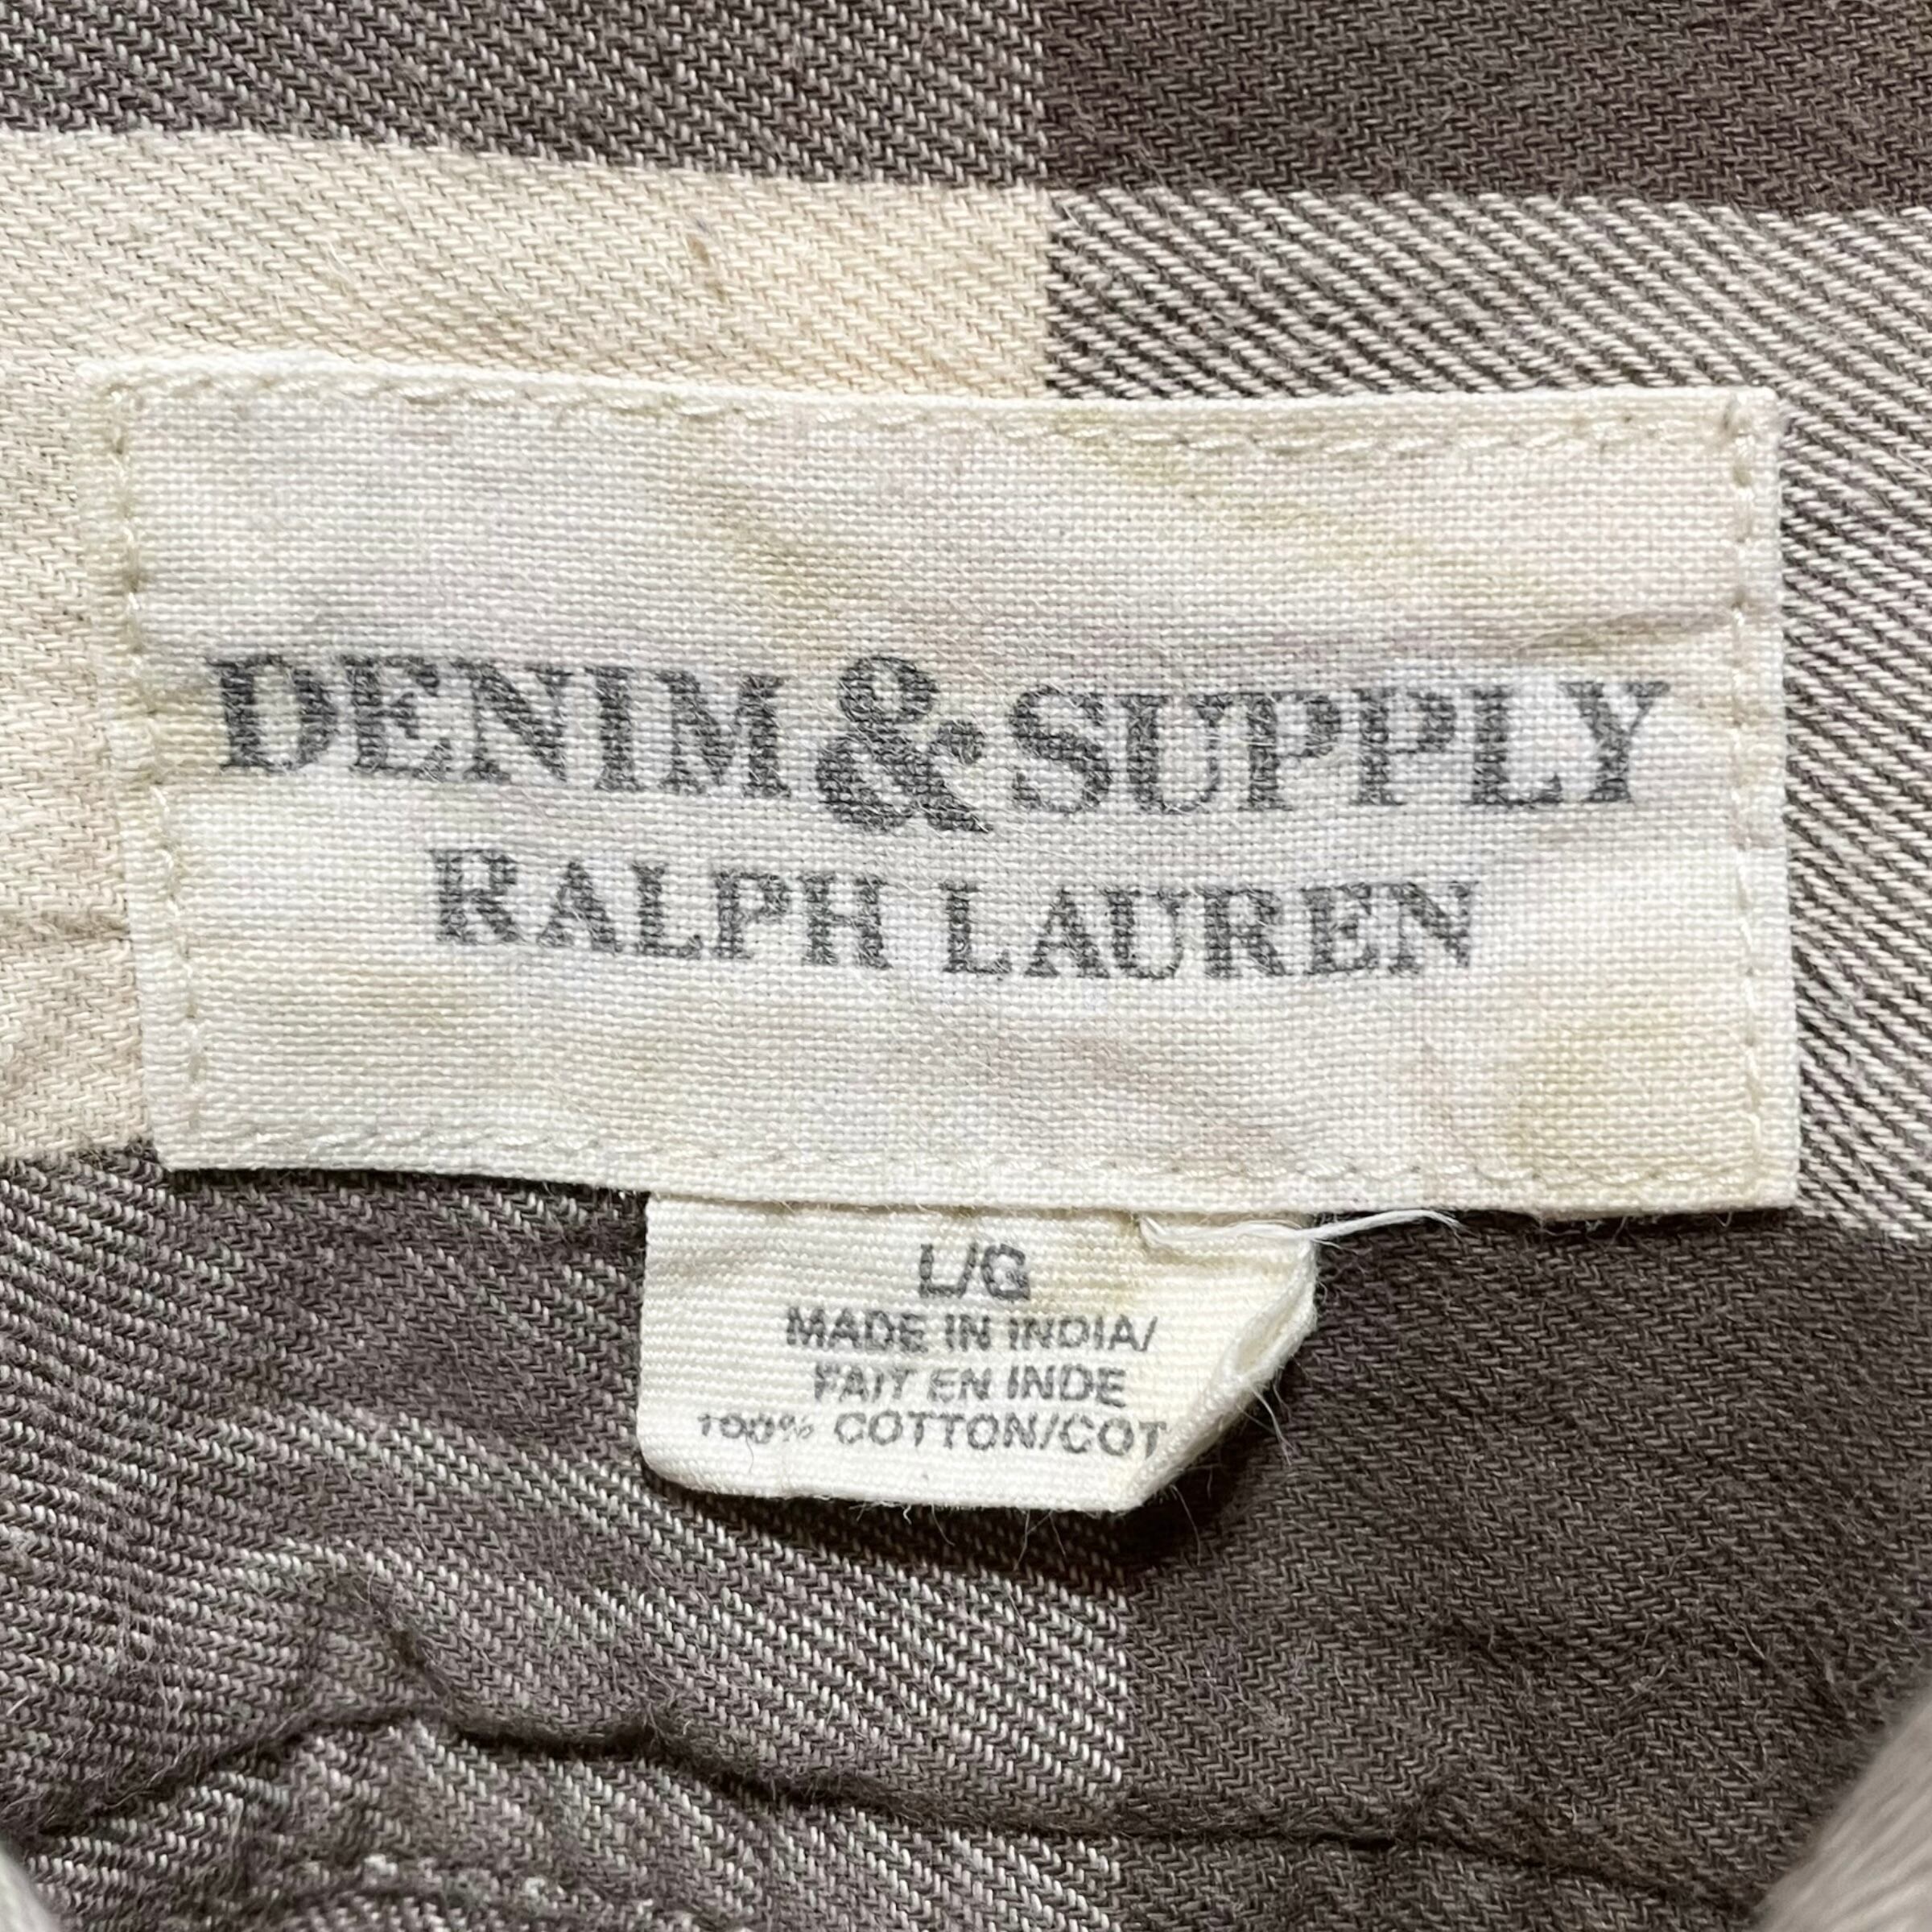 DENIM & SUPPLY
RALPH LAUREN
L/G
MADE IN INDIA/
FAIT EN INDE
100% COTTON/COT